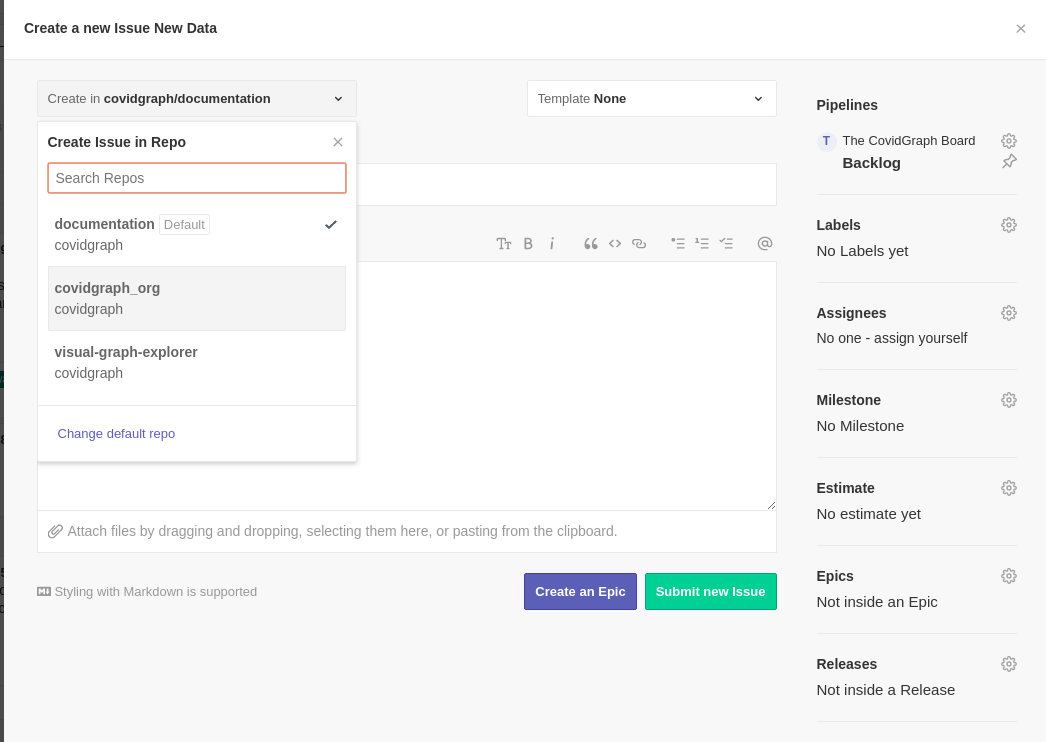 Create a new Issue New Data
Create in covidgraph/documentation
Template None
Create Issue in Repo
Search Repos
documentation Default
covidgraph
covidgraph_org
covidgraph
visual-graph-explorer
covidgraph
Change default repo
Attach files by dragging and dropping, selecting them here, or pasting from the clipboard.
Styling with Markdown is supported
Create an Epic
Submit new Issue
Pipelines
T The CovidGraph Board
Backlog
Labels
No Labels yet
Assignees
No one - assign yourself
Milestone
No Milestone
Estimate
No estimate yet
Epics
Not inside an Epic
Releases
Not inside a Release